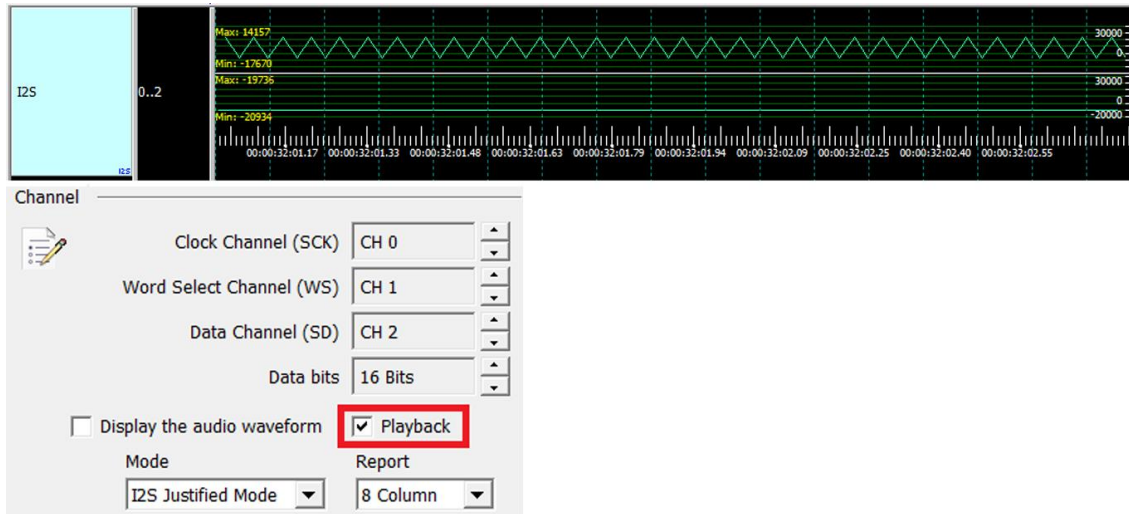 Max: 14157
30000
0
Min: -17670
Max: -19736
30000
I2S
0..2
0
Min: -20934
-20000
00:00:32:01.17 00:00:32:01.33 00:00:32:01.48 00:00:32:01.63 00:00:32:01.79 00:00:32:01.94 00:00:32:02.09 00:00:32:02.25 00:00:32:02.40 00:00:32:02.55
I2S
Channel
Clock Channel (SCK) CH 0
Word Select Channel (WS) CH 1
Data Channel (SD) CH 2
Data bits 16 Bits
Display the audio waveform Playback
Mode Report
I2S Justified Mode 8 Column